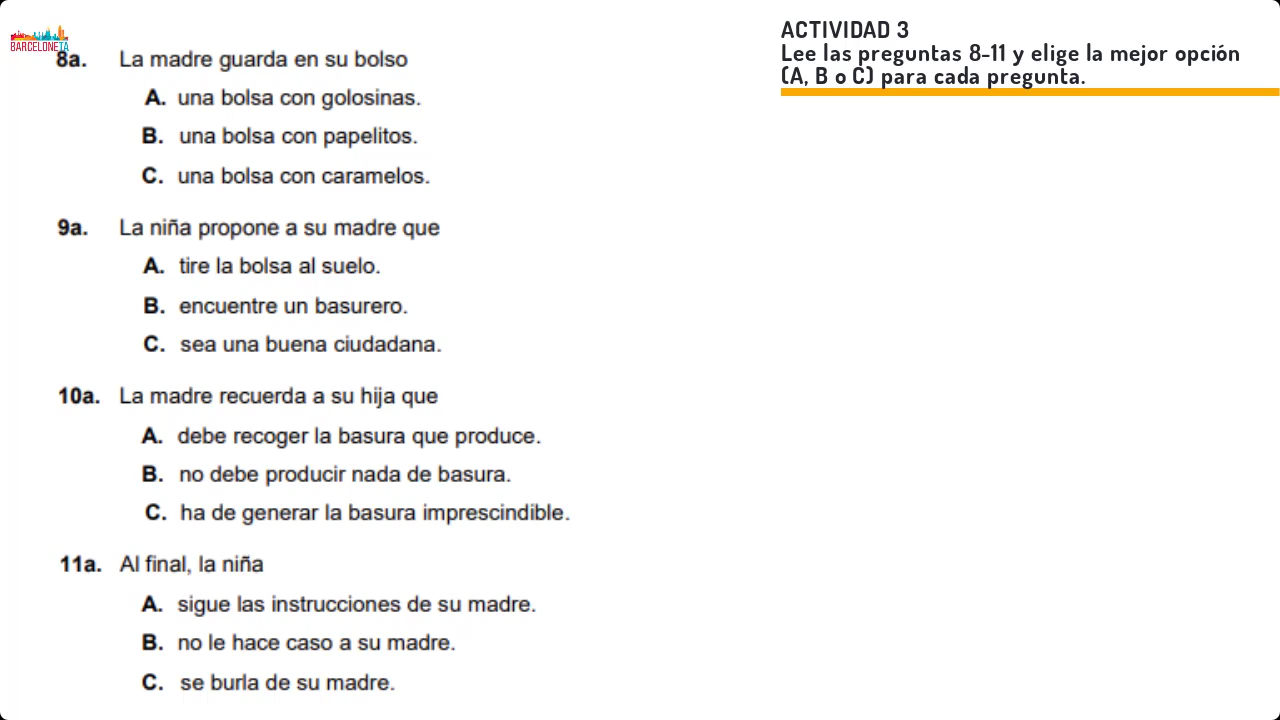 BARCELONETA
ACTIVIDAD 3
Lee las preguntas 8-11 y elige la mejor opción
(A, B o C) para cada pregunta.
8a. La madre guarda en su bolso
A. una bolsa con golosinas.
B. una bolsa con papelitos.
C. una bolsa con caramelos.
9a. La niña propone a su madre que
A. tire la bolsa al suelo.
B. encuentre un basurero.
C. sea una buena ciudadana.
10a. La madre recuerda a su hija que
A. debe recoger la basura que produce.
B. no debe producir nada de basura.
C. ha de generar la basura imprescindible.
11a. Al final, la niña
A. sigue las instrucciones de su madre.
B. no le hace caso a su madre.
C. se burla de su madre.